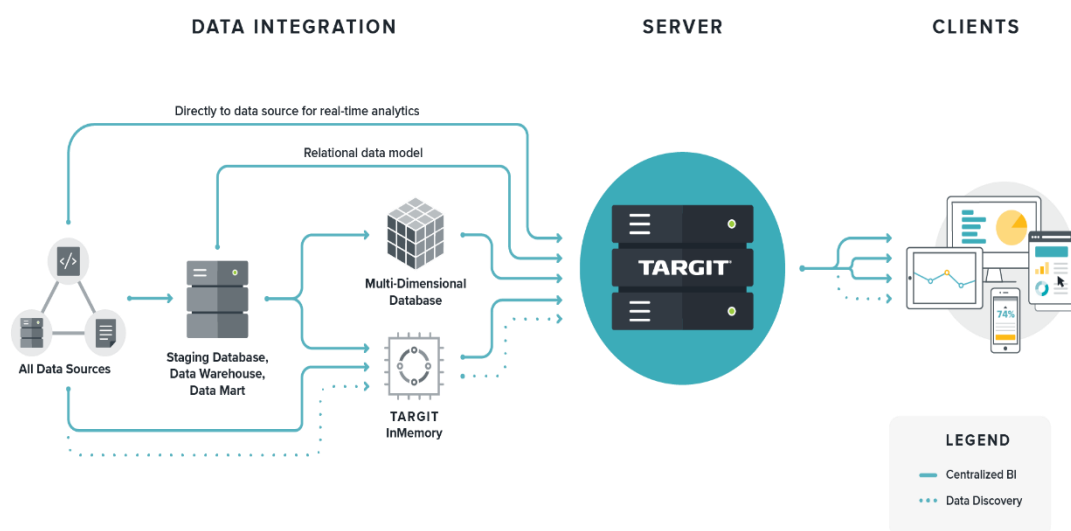 DATA INTEGRATION
SERVER
CLIENTS
Directly to data source for real-time analytics
Relational data model
Multi-Dimensional
Database
TARGIT
74%
All Data Sources
Staging Database,
Data Warehouse,
Data Mart
TARGIT
InMemory
LEGEND
Centralized BI
Data Discovery